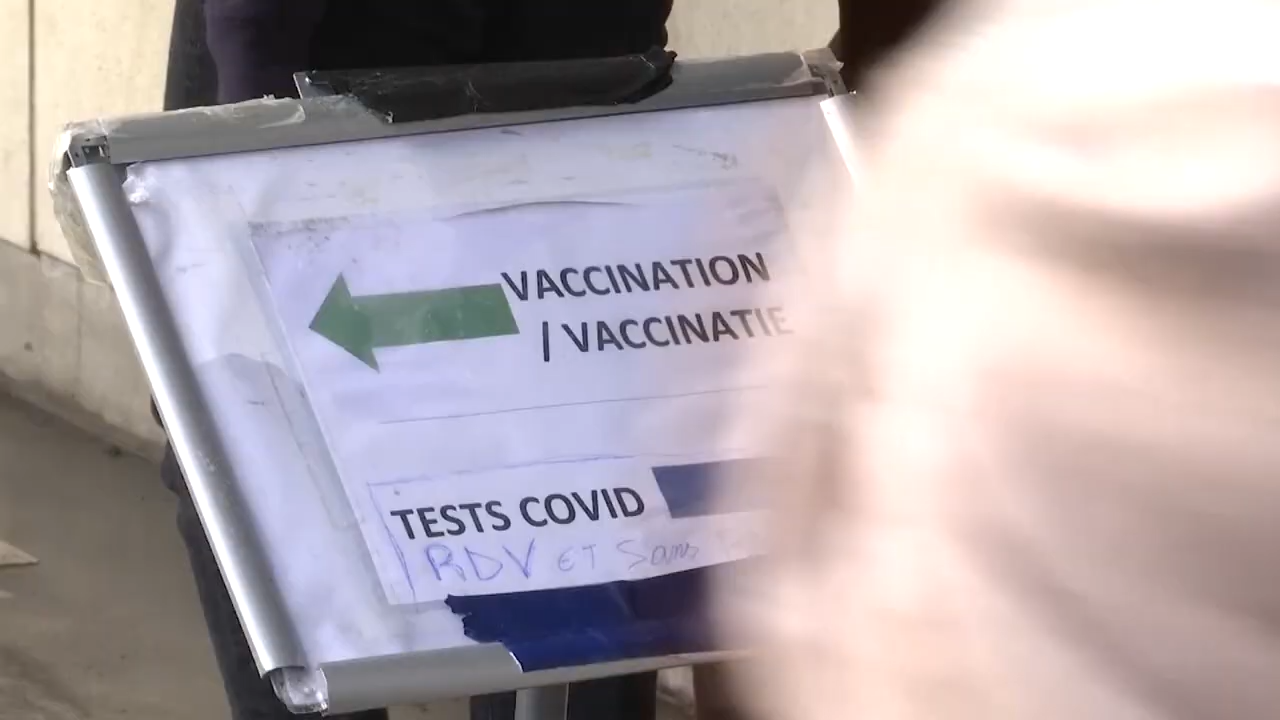 VACCINATION
| VACCINATIE
TESTS COVID
RDV ET Sans